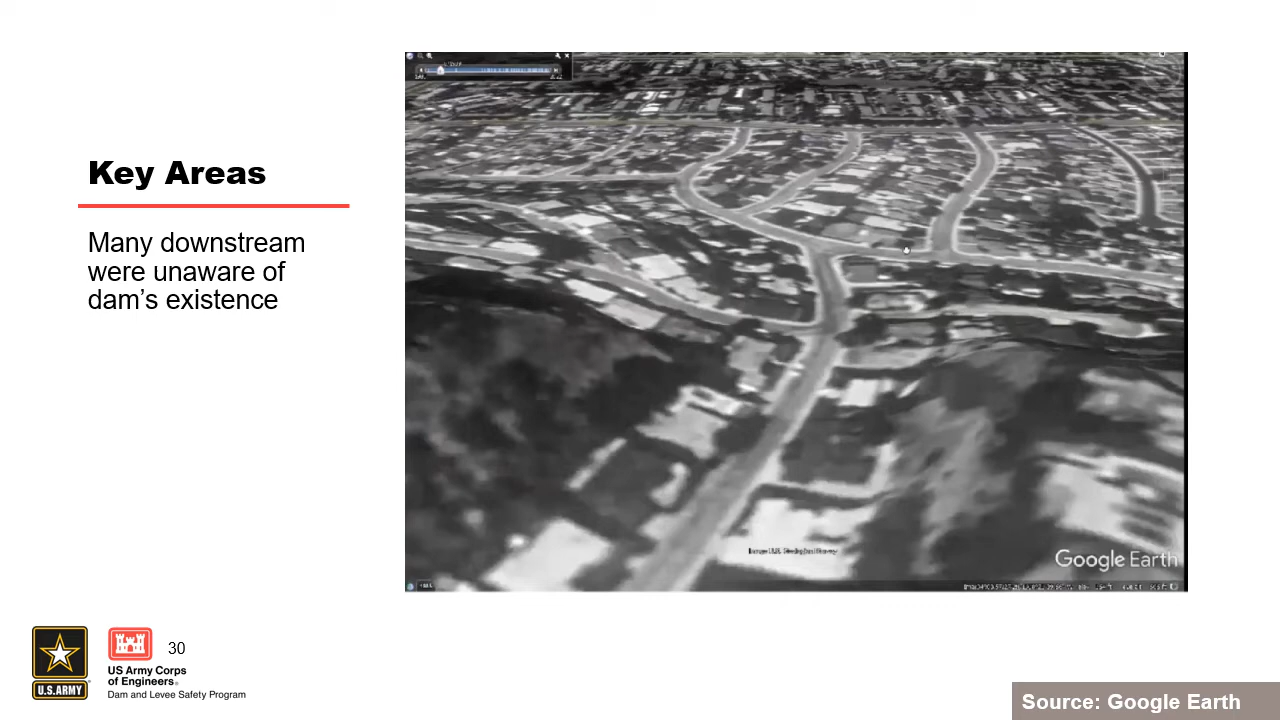 Key Areas
Many downstream
were unaware of
dam's existence
Google Earth
U.S.ARMY
30
US Army Corps
of Engineers®
Dam and Levee Safety Program
Source: Google Earth